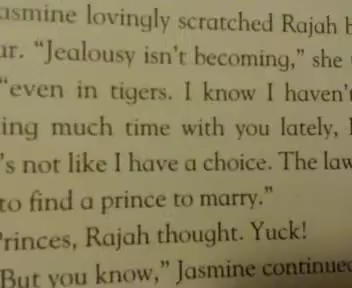 asmine lovingly scratched Rajah b
ur. “Jealousy isn’t becoming,” she
“even in tigers. I know I haven’t
ing much time with you lately,
’s not like I have a choice. The law
to find a prince to marry.”
Princes, Rajah thought. Yuck!
But you know,” Jasmine continued